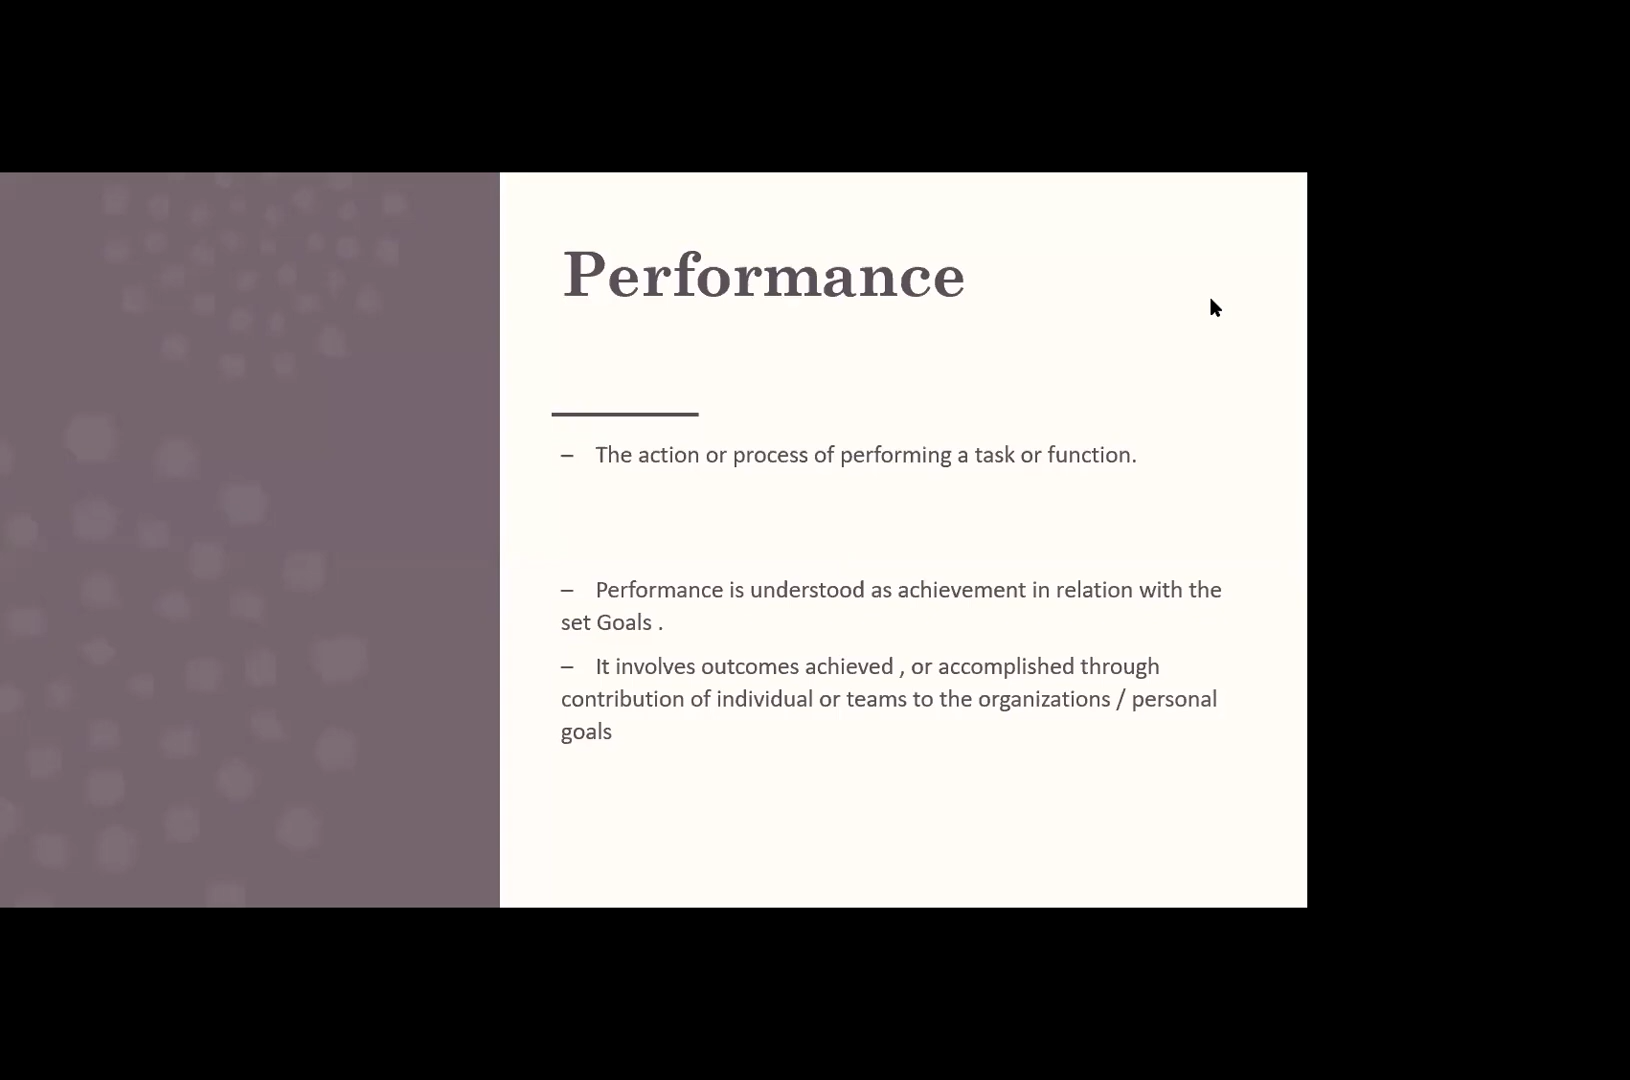 Performance
– The action or process of performing a task or function.
– Performance is understood as achievement in relation with the
set Goals .
– It involves outcomes achieved , or accomplished through
contribution of individual or teams to the organizations / personal
goals